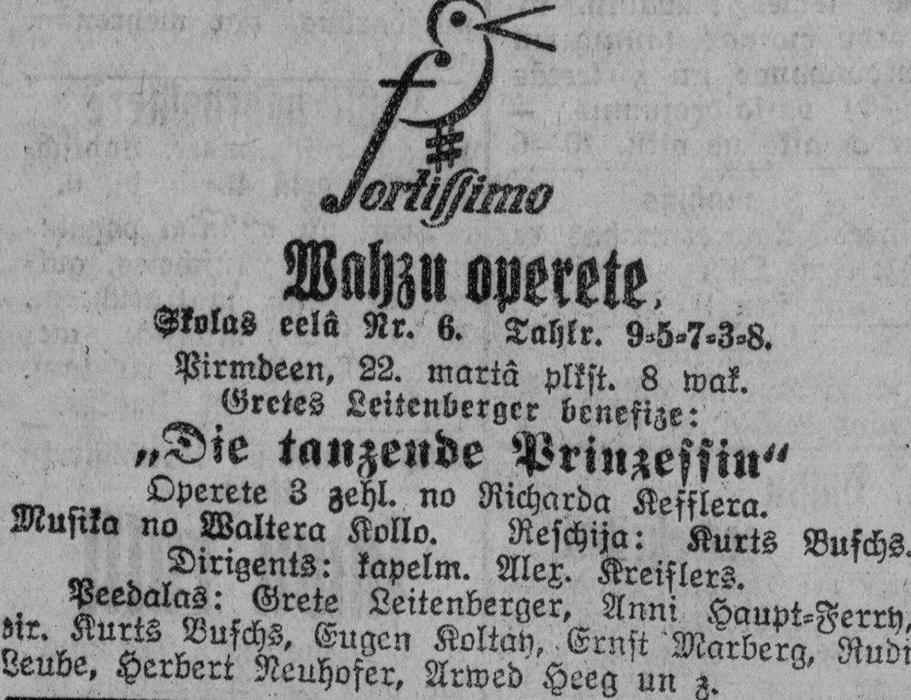 Fortissimo
Wahzu operete,
Skolas eelâ Nr. 6. Tahlr. 9-5-7-3-8.
Pirmdeen, 22. martâ plkst. 8 wak.
Gretes Leitenberger benefize:
„Die tanzende Prinzessin“
Operete 3 zehl. no Richarda Kesslera.
Musika no Waltera Kollo. Reschija: Kurts Buschs.
Dirigents: kapelm. Alex. Kreislers.
Peedalas: Grete Leitenberger, Anni Haupt-Ferry,
dir. Kurts Buschs, Eugen Koltay, Ernst Marberg, Rudi
Leube, Herbert Neuhofer, Arwed Heeg un z.